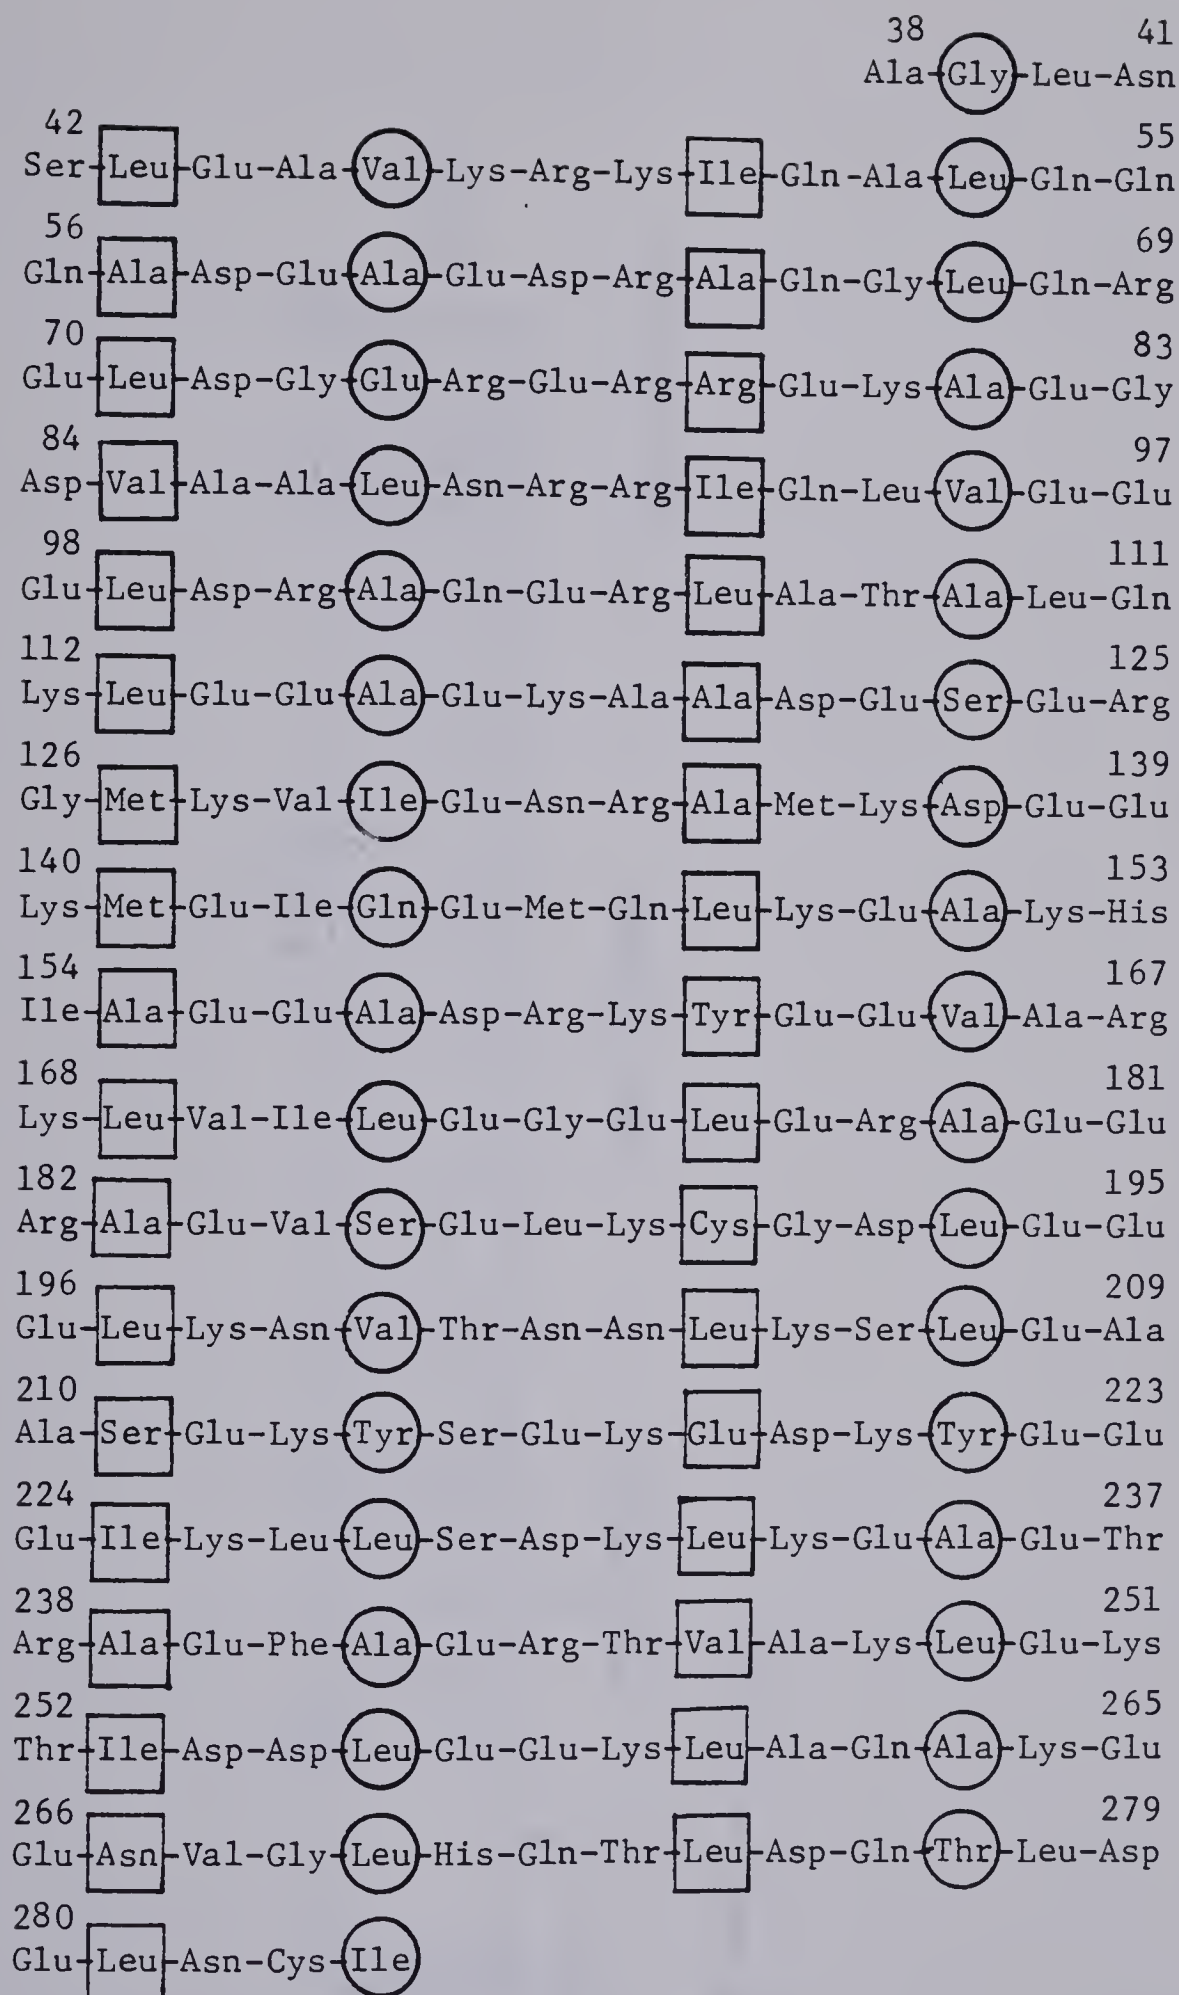 38 41
Ala-Gly-Leu-Asn
42 55
Ser-Leu-Glu-Ala-Val-Lys-Arg-Lys-Ile-Gln-Ala-Leu-Gln-Gln
56 69
Gln-Ala-Asp-Glu-Ala-Glu-Asp-Arg-Ala-Gln-Gly-Leu-Gln-Arg
70 83
Glu-Leu-Asp-Gly-Glu-Arg-Glu-Arg-Arg-Glu-Lys-Ala-Glu-Gly
84 97
Asp-Val-Ala-Ala-Leu-Asn-Arg-Arg-Ile-Gln-Leu-Val-Glu-Glu
98 111
Glu-Leu-Asp-Arg-Ala-Gln-Glu-Arg-Leu-Ala-Thr-Ala-Leu-Gln
112 125
Lys-Leu-Glu-Glu-Ala-Glu-Lys-Ala-Ala-Asp-Glu-Ser-Glu-Arg
126 139
Gly-Met-Lys-Val-Ile-Glu-Asn-Arg-Ala-Met-Lys-Asp-Glu-Glu
140 153
Lys-Met-Glu-Ile-Gln-Glu-Met-Gln-Leu-Lys-Glu-Ala-Lys-His
154 167
Ile-Ala-Glu-Glu-Ala-Asp-Arg-Lys-Tyr-Glu-Glu-Val-Ala-Arg
168 181
Lys-Leu-Val-Ile-Leu-Glu-Gly-Glu-Leu-Glu-Arg-Ala-Glu-Glu
182 195
Arg-Ala-Glu-Val-Ser-Glu-Leu-Lys-Cys-Gly-Asp-Leu-Glu-Glu
196 209
Glu-Leu-Lys-Asn-Val-Thr-Asn-Asn-Leu-Lys-Ser-Leu-Glu-Ala
210 223
Ala-Ser-Glu-Lys-Tyr-Ser-Glu-Lys-Glu-Asp-Lys-Tyr-Glu-Glu
224 237
Glu-Ile-Lys-Leu-Leu-Ser-Asp-Lys-Leu-Lys-Glu-Ala-Glu-Thr
238 251
Arg-Ala-Glu-Phe-Ala-Glu-Arg-Thr-Val-Ala-Lys-Leu-Glu-Lys
252 265
Thr-Ile-Asp-Asp-Leu-Glu-Glu-Lys-Leu-Ala-Gln-Ala-Lys-Glu
266 279
Glu-Asn-Val-Gly-Leu-His-Gln-Thr-Leu-Asp-Gln-Thr-Leu-Asp
280
Glu-Leu-Asn-Cys-Ile